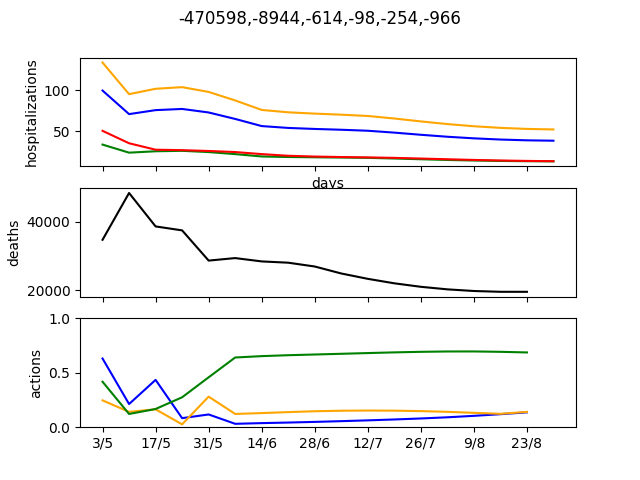 -470598,-8944,-614,-98,-254,-966
hospitalizations
100
50
days
deaths
40000
20000
actions
1.0
0.5
0.0
3/5 17/5 31/5 14/6 28/6 12/7 26/7 9/8 23/8